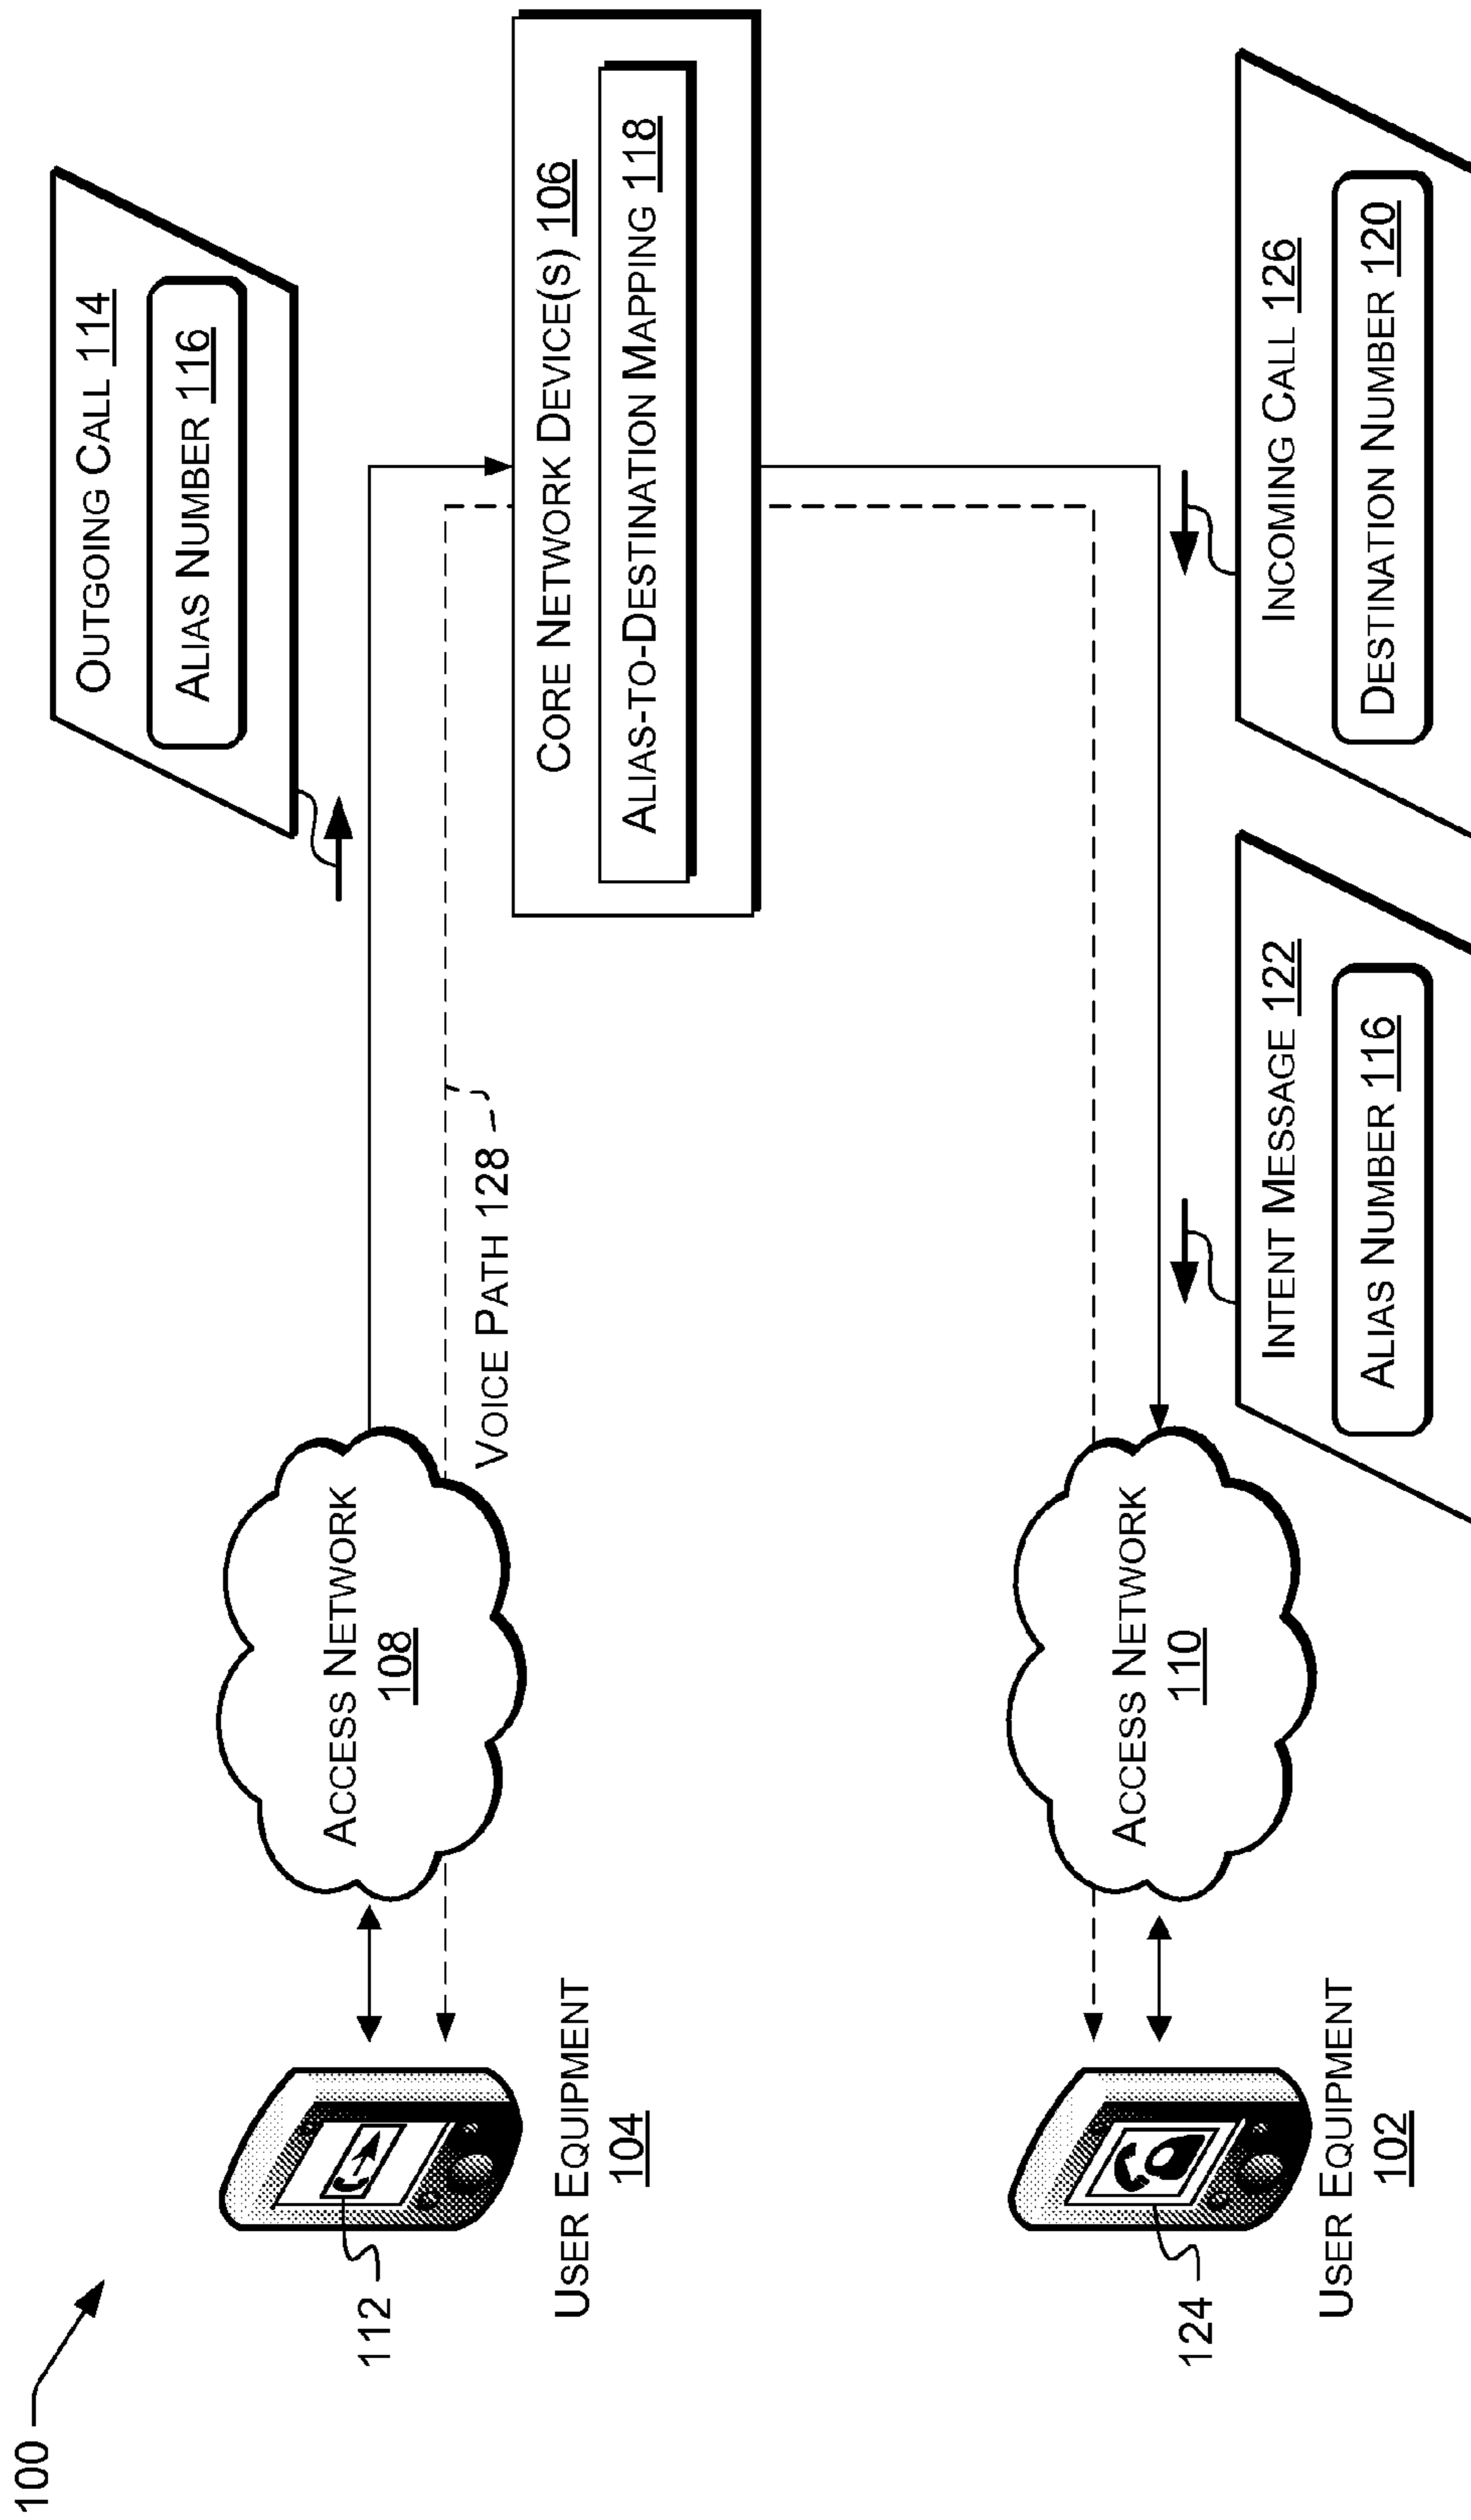 100
OUTGOING CALL 114
ALIAS NUMBER 116
112
USER EQUIPMENT
104
ACCESS NETWORK
108
VOICE PATH 128
CORE NETWORK DEVICE(S) 106
ALIAS-TO-DESTINATION MAPPING 118
124
USER EQUIPMENT
102
ACCESS NETWORK
110
INTENT MESSAGE 122
ALIAS NUMBER 116
INCOMING CALL 126
DESTINATION NUMBER 120